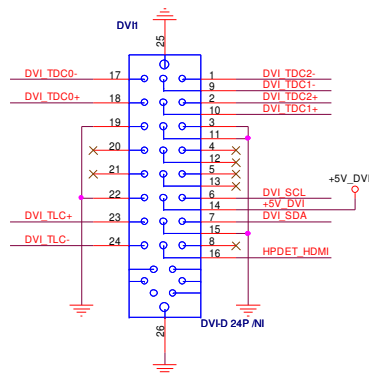 DVI1
25
DVI_TDC0- 17 1 DVI_TDC2-
9 DVI_TDC1-
DVI_TDC0+ 18 2 DVI_TDC2+
10 DVI_TDC1+
19 3
11
20 4
12
21 5
13
+5V_DVI
22 6 DVI_SCL
14 +5V_DVI
DVI_TLC+ 23 7 DVI_SDA
15
DVI_TLC- 24 8
16 HPDET_HDMI
26
DVI-D 24P /NI